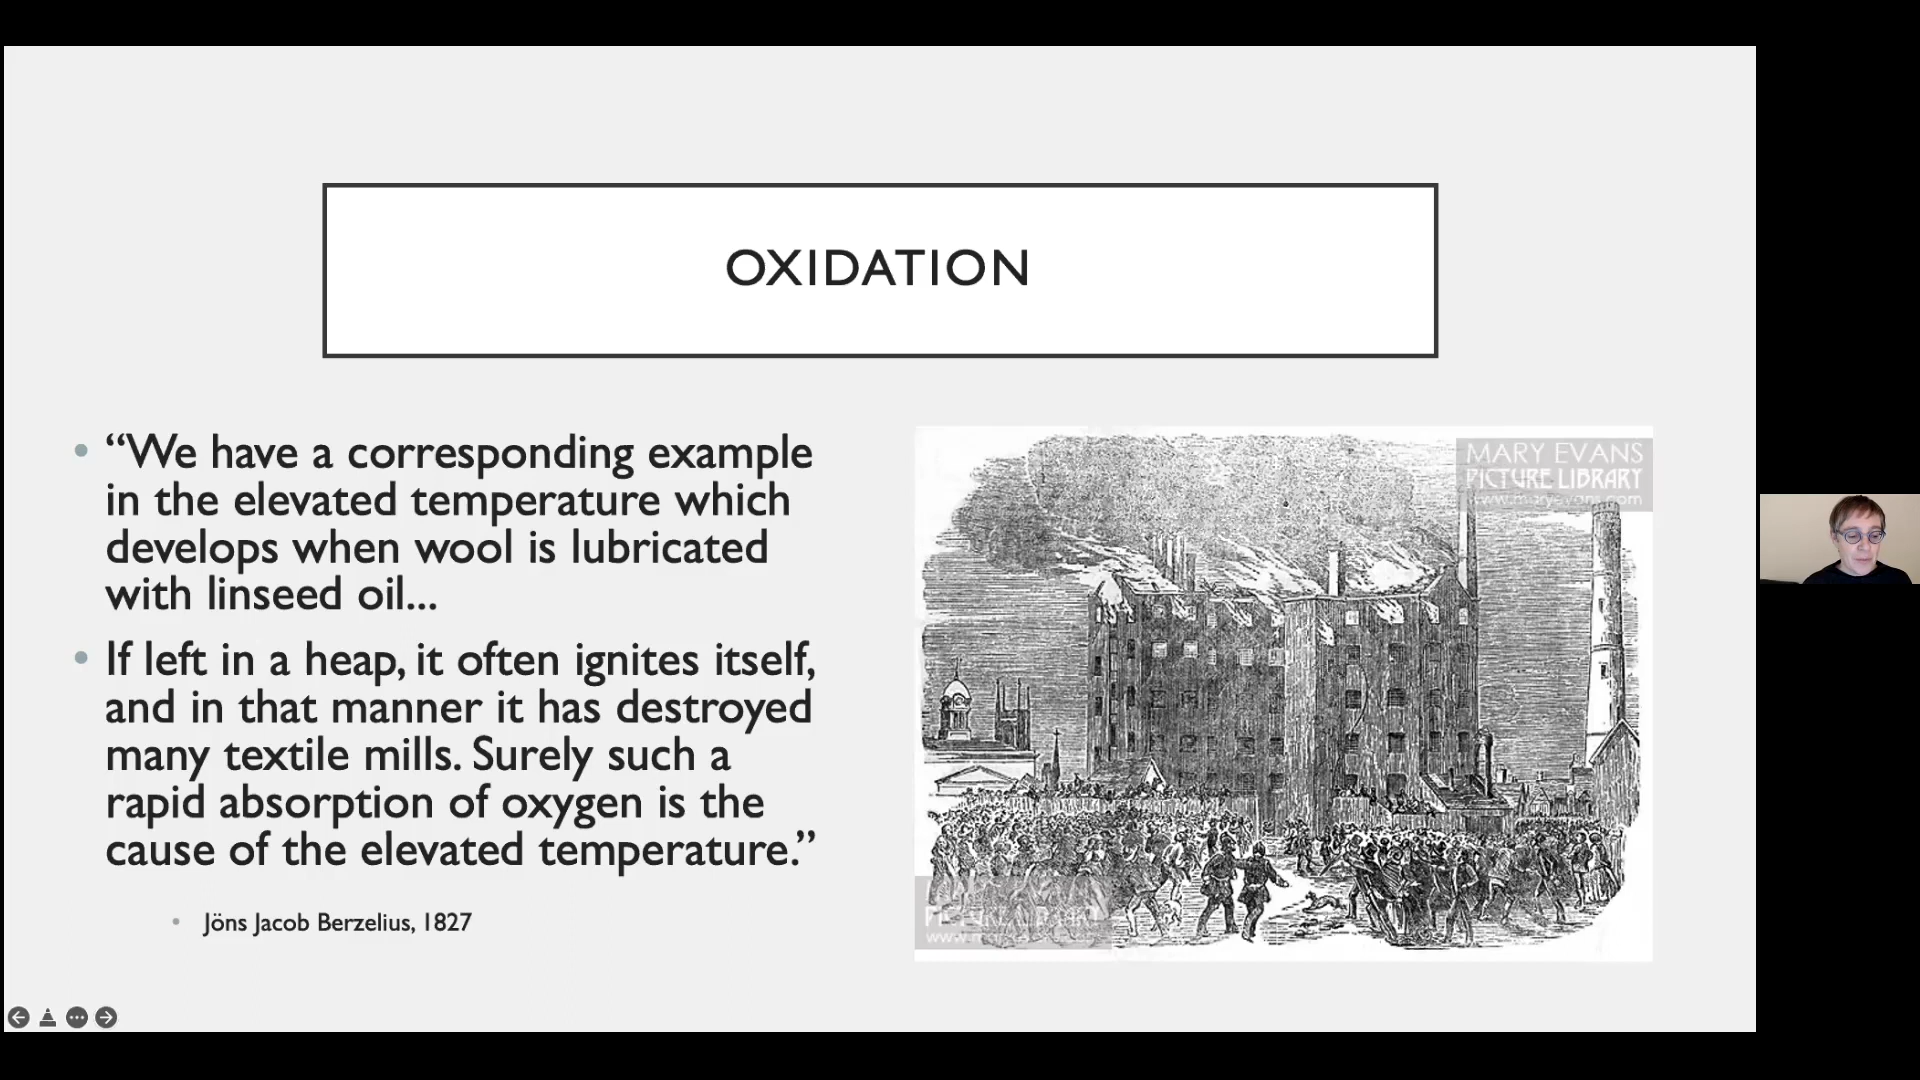 OXIDATION
• “We have a corresponding example
in the elevated temperature which
develops when wool is lubricated
with linseed oil...
• If left in a heap, it often ignites itself,
and in that manner it has destroyed
many textile mills. Surely such a
rapid absorption of oxygen is the
cause of the elevated temperature.”
• Jöns Jacob Berzelius, 1827
MARY EVANS
PICTURE LIBRARY
www.maryevans.com